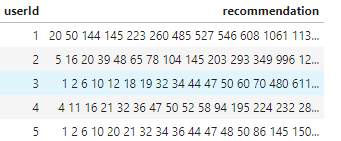 userId recommendation
1 20 50 144 145 223 260 485 527 546 608 1061 113...
2 5 16 20 39 48 65 78 104 145 203 293 349 996 12...
3 1 2 6 10 12 18 19 32 34 44 47 50 60 70 480 611...
4 4 11 16 21 32 36 47 50 52 58 94 195 224 232 28...
5 1 2 6 10 20 21 32 34 36 44 47 48 50 86 145 150...